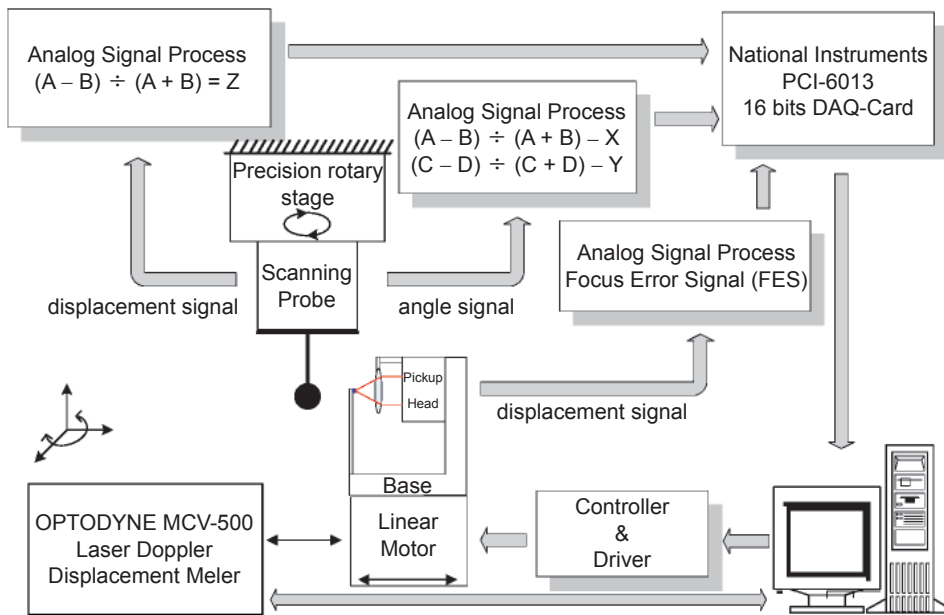 Analog Signal Process
(A – B) ÷ (A + B) = Z
National Instruments
PCI-6013
16 bits DAQ-Card
Analog Signal Process
(A – B) ÷ (A + B) – X
(C – D) ÷ (C + D) – Y
Precision rotary
stage
Scanning
Probe
displacement signal
angle signal
Analog Signal Process
Focus Error Signal (FES)
Pickup
Head
displacement signal
Base
OPTODYNE MCV-500
Laser Doppler
Displacement Meler
Linear
Motor
Controller
&
Driver